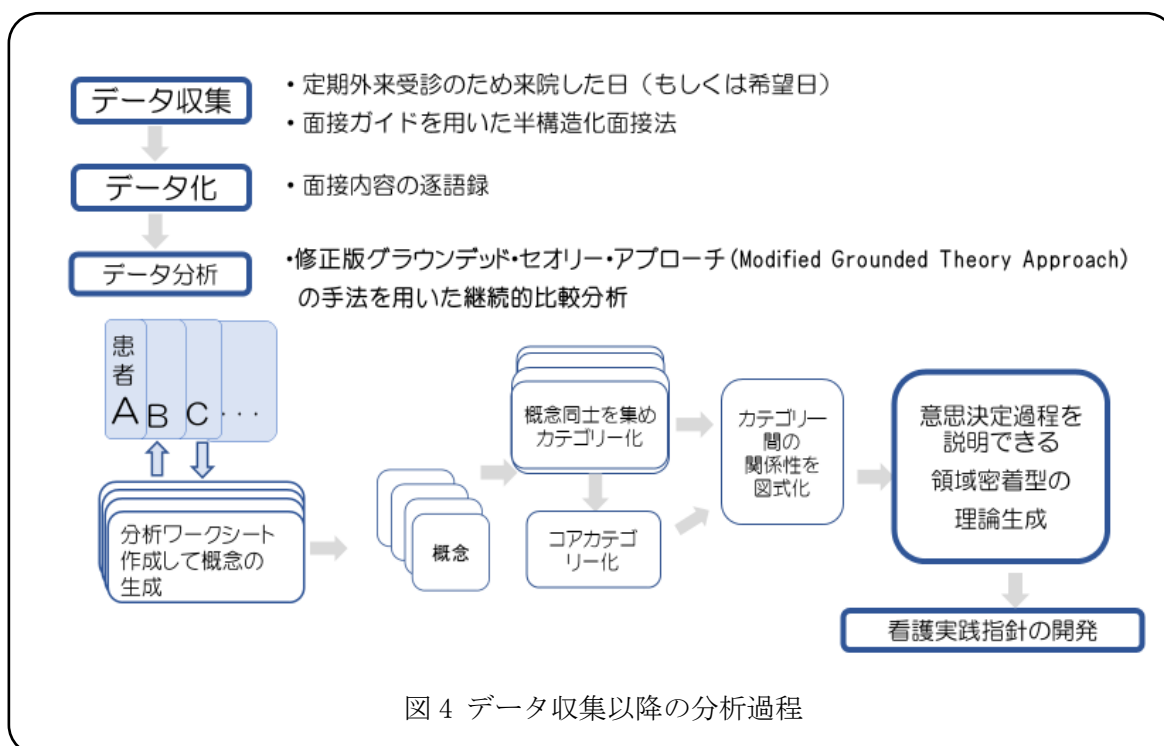 データ収集
・定期外来受診のため来院した日（もしくは希望日）
・面接ガイドを用いた半構造化面接法
データ化
・面接内容の逐語録
データ分析
・修正版グラウンデッド・セオリー・アプローチ(Modified Grounded Theory Approach)
の手法を用いた継続的比較分析
患
者
A B C ・・・
分析ワークシート
作成して概念の
生成
概念
概念同士を集め
カテゴリー化
コアカテゴ
リー化
カテゴリー
間の
関係性を
図式化
意思決定過程を
説明できる
領域密着型の
理論生成
看護実践指針の開発
図4 データ収集以降の分析過程